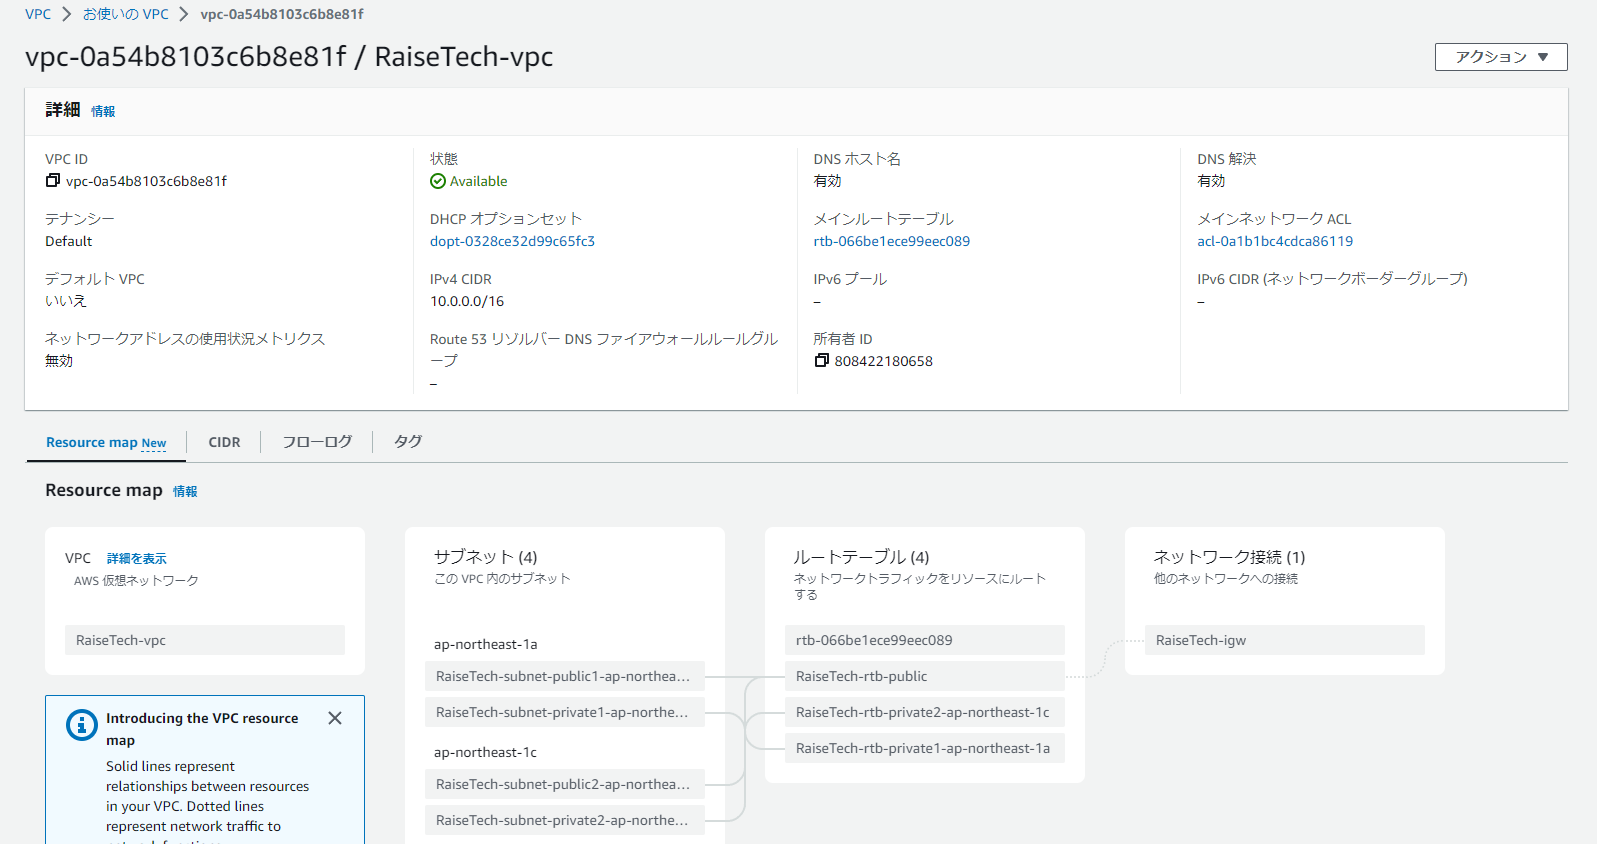 VPC > お使いの VPC > vpc-0a54b8103c6b8e81f
vpc-0a54b8103c6b8e81f / RaiseTech-vpc
アクション ▼
詳細 情報
VPC ID
vpc-0a54b8103c6b8e81f
状態
Available
DNS ホスト名
有効
DNS 解決
有効
テナンシー
Default
DHCP オプションセット
dopt-0328ce32d99c65fc3
メインルートテーブル
rtb-066be1ece99eec089
メインネットワーク ACL
acl-0a1b1bc4cdca86119
デフォルト VPC
いいえ
IPv4 CIDR
10.0.0.0/16
IPv6 プール
–
IPv6 CIDR (ネットワークボーダーグループ)
–
ネットワークアドレスの使用状況メトリクス
無効
Route 53 リゾルバー DNS ファイアウォールルールグル
ープ
–
所有者 ID
808422180658
Resource map New
CIDR
フローログ
タグ
Resource map 情報
VPC 詳細を表示
AWS 仮想ネットワーク
RaiseTech-vpc
Introducing the VPC resource
map
Solid lines represent
relationships between resources
in your VPC. Dotted lines
represent network traffic to
サブネット (4)
この VPC 内のサブネット
ap-northeast-1a
RaiseTech-subnet-public1-ap-northea...
RaiseTech-subnet-private1-ap-northe...
ap-northeast-1c
RaiseTech-subnet-public2-ap-northea...
RaiseTech-subnet-private2-ap-northe...
ルートテーブル (4)
ネットワークトラフィックをリソースにルート
する
rtb-066be1ece99eec089
RaiseTech-rtb-public
RaiseTech-rtb-private2-ap-northeast-1c
RaiseTech-rtb-private1-ap-northeast-1a
ネットワーク接続 (1)
他のネットワークへの接続
RaiseTech-igw